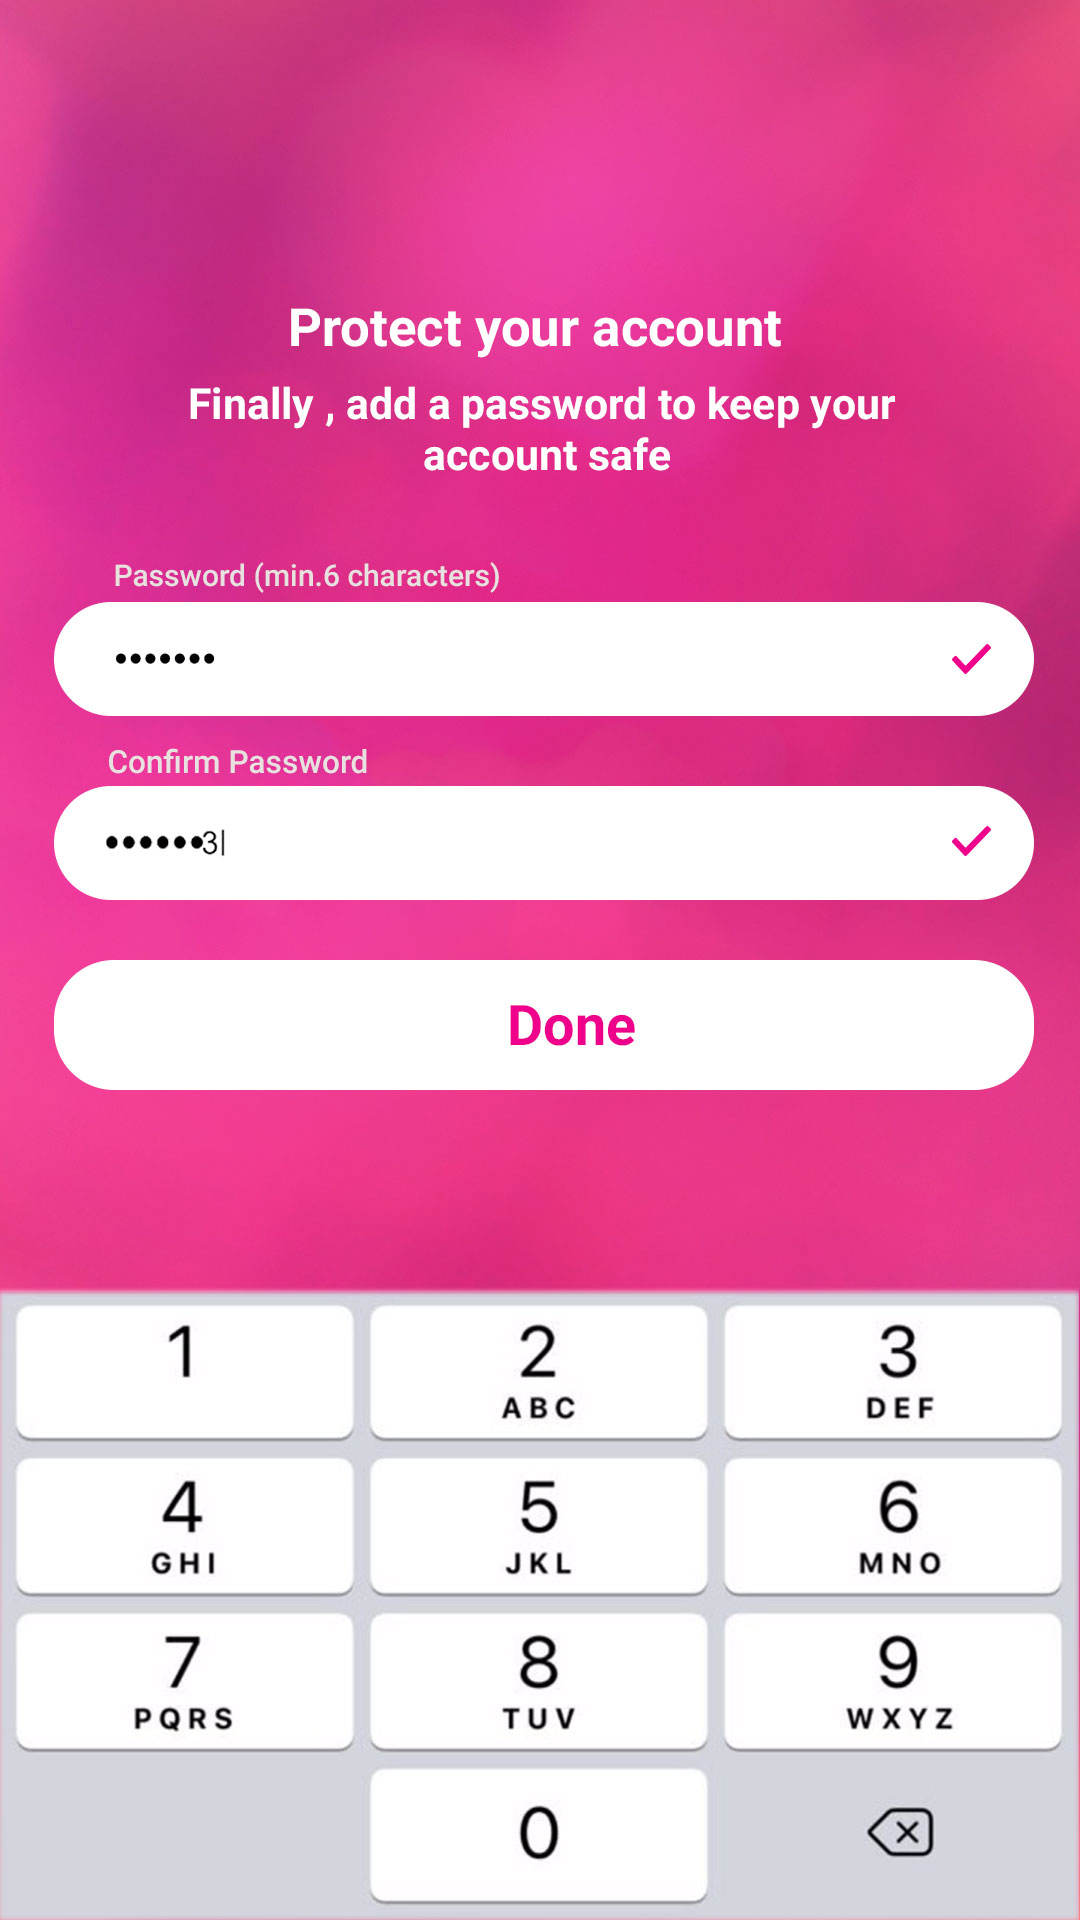 Protect your account
Finally , add a password to keep your
account safe
Password (min.6 characters)
•••••••
Confirm Password
••••••3
Done
1
2
ABC
3
DEF
4
GHI
5
JKL
6
MNO
7
PQRS
8
TUV
9
WXYZ
0